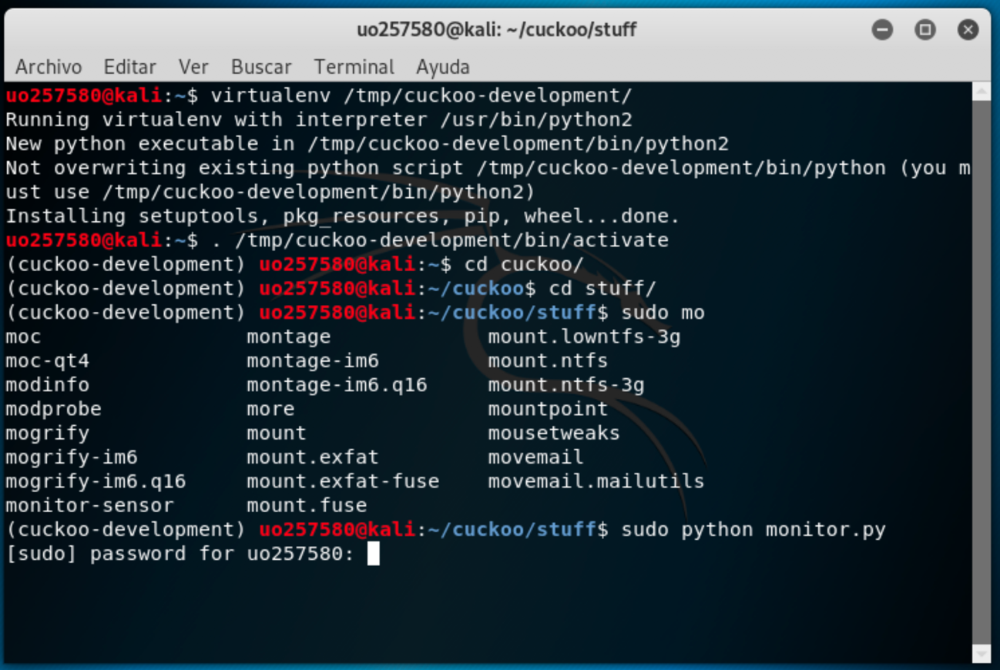 uo257580@kali: ~/cuckoo/stuff
Archivo Editar Ver Buscar Terminal Ayuda
uo257580@kali:~$ virtualenv /tmp/cuckoo-development/
Running virtualenv with interpreter /usr/bin/python2
New python executable in /tmp/cuckoo-development/bin/python2
Not overwriting existing python script /tmp/cuckoo-development/bin/python (you m
ust use /tmp/cuckoo-development/bin/python2)
Installing setuptools, pkg_resources, pip, wheel...done.
uo257580@kali:~$ . /tmp/cuckoo-development/bin/activate
(cuckoo-development) uo257580@kali:~$ cd cuckoo/
(cuckoo-development) uo257580@kali:~/cuckoo$ cd stuff/
(cuckoo-development) uo257580@kali:~/cuckoo/stuff$ sudo mo
moc                 montage             mount.lowntfs-3g
moc-qt4             montage-im6         mount.ntfs
modinfo             montage-im6.q16     mount.ntfs-3g
modprobe            more                mountpoint
mogrify             mount               mousetweaks
mogrify-im6         mount.exfat         movemail
mogrify-im6.q16     mount.exfat-fuse    movemail.mailutils
monitor-sensor      mount.fuse
(cuckoo-development) uo257580@kali:~/cuckoo/stuff$ sudo python monitor.py
[sudo] password for uo257580: